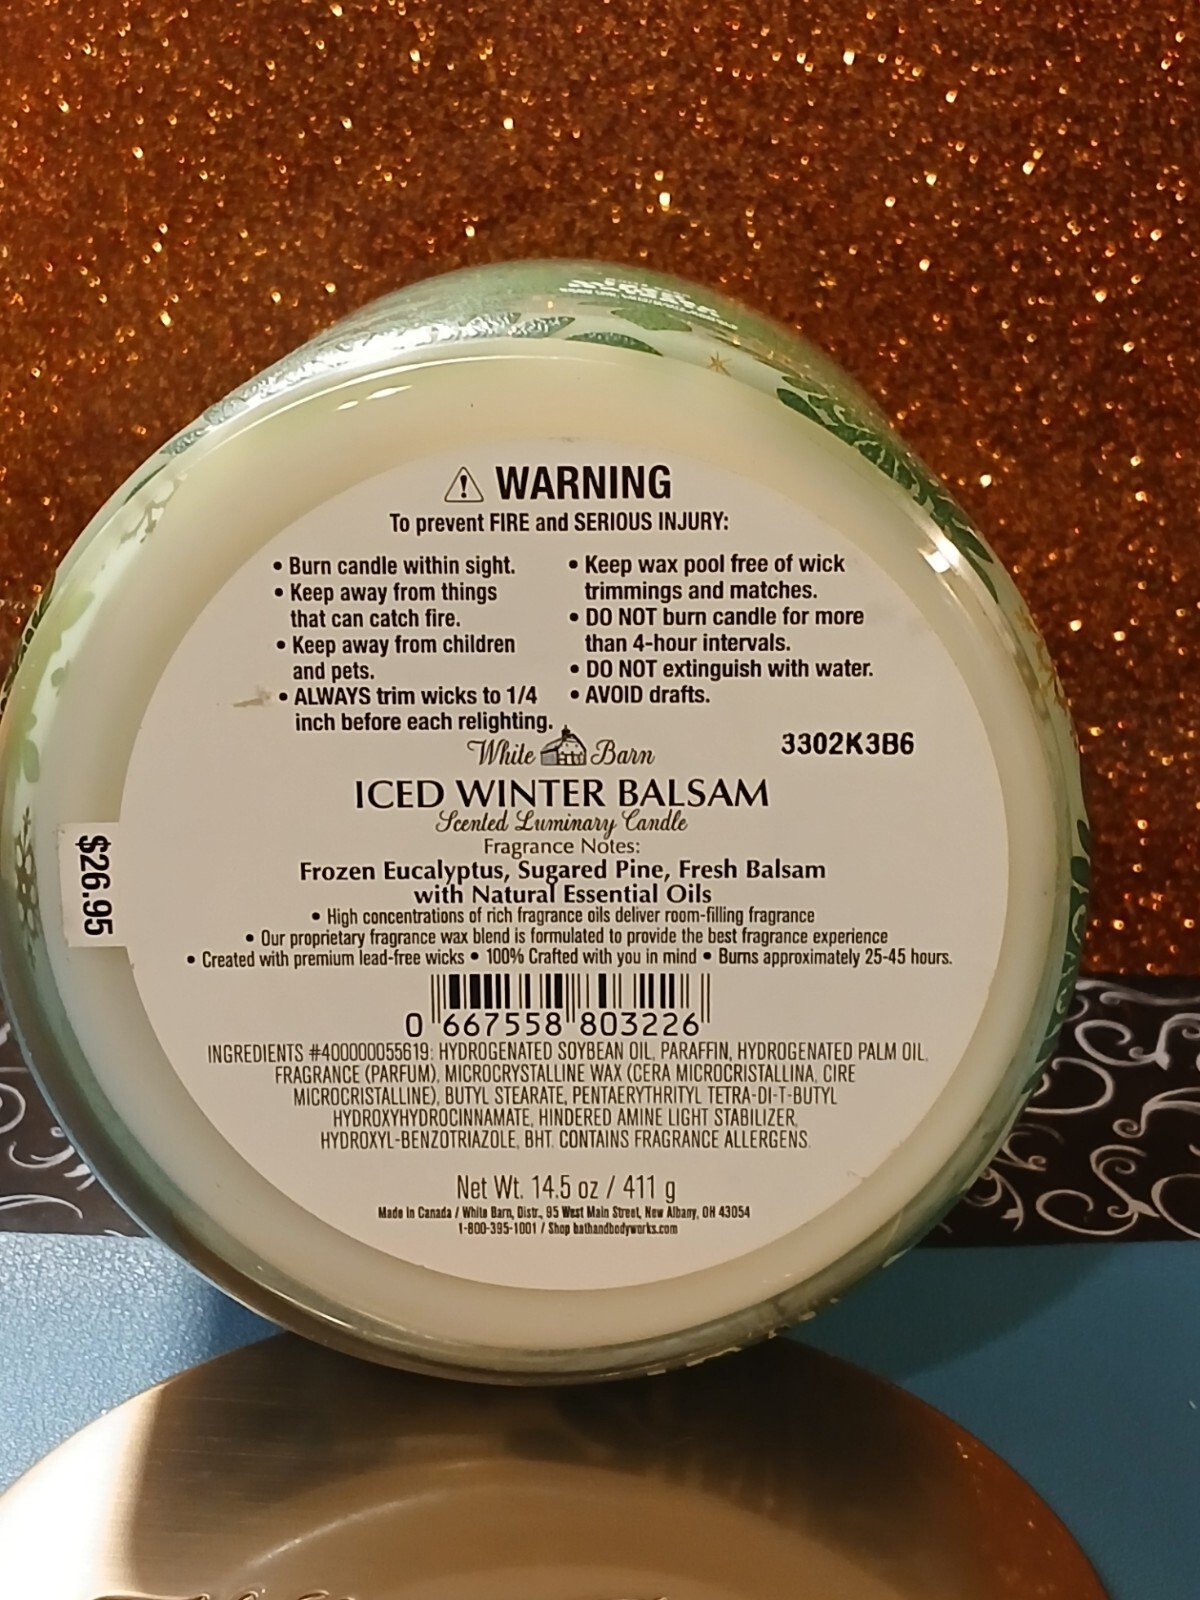 WARNING
To prevent FIRE and SERIOUS INJURY:
• Burn candle within sight.
• Keep away from things
that can catch fire.
• Keep away from children
and pets.
• ALWAYS trim wicks to 1/4
inch before each relighting.
• Keep wax pool free of wick
trimmings and matches.
• DO NOT burn candle for more
than 4-hour intervals.
• DO NOT extinguish with water.
• AVOID drafts.
White Barn
3302K3B6
ICED WINTER BALSAM
Scented Luminary Candle
Fragrance Notes:
Frozen Eucalyptus, Sugared Pine, Fresh Balsam
with Natural Essential Oils
• High concentrations of rich fragrance oils deliver room-filling fragrance
• Our proprietary fragrance wax blend is formulated to provide the best fragrance experience
• Created with premium lead-free wicks • 100% Crafted with you in mind • Burns approximately 25-45 hours.
0 667558 803226
INGREDIENTS #400000055619: HYDROGENATED SOYBEAN OIL, PARAFFIN, HYDROGENATED PALM OIL,
FRAGRANCE (PARFUM), MICROCRYSTALLINE WAX (CERA MICROCRISTALLINA, CIRE
MICROCRISTALLINE), BUTYL STEARATE, PENTAERYTHRITYL TETRA-DI-T-BUTYL
HYDROXYHYDROCINNAMATE, HINDERED AMINE LIGHT STABILIZER,
HYDROXYL-BENZOTRIAZOLE, BHT. CONTAINS FRAGRANCE ALLERGENS.
Net Wt. 14.5 oz / 411 g
Made in Canada / White Barn, Distr., 95 West Main Street, New Albany, OH 43054
1-800-395-1001 / Shop bathandbodyworks.com
$26.95